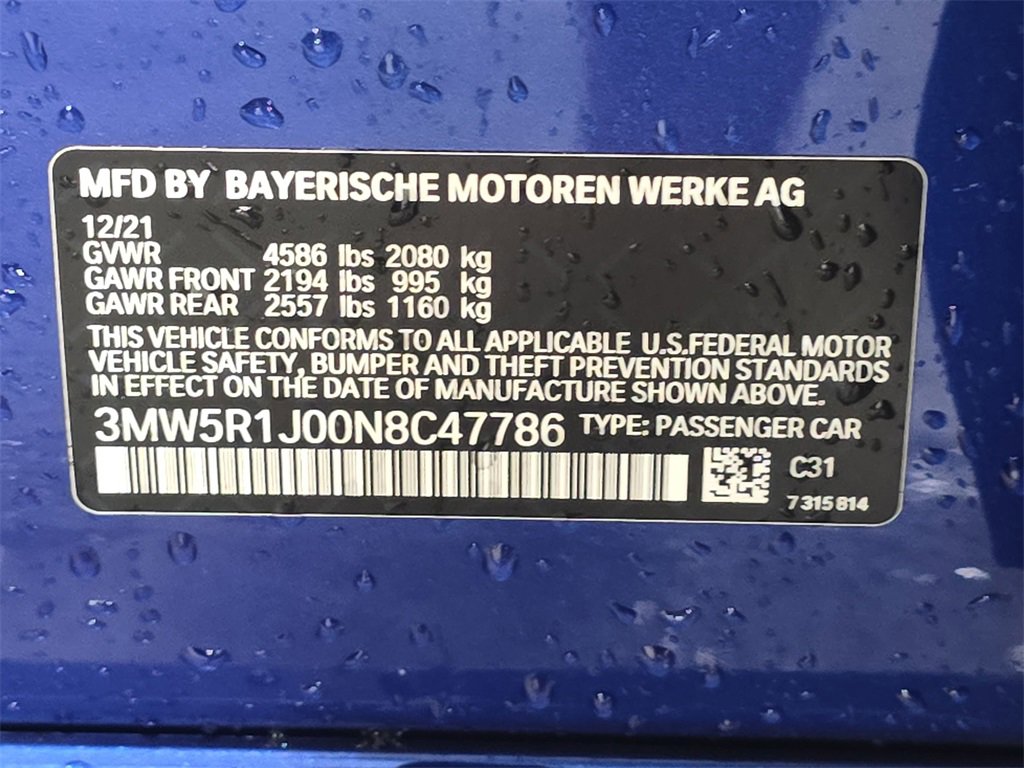 MFD BY BAYERISCHE MOTOREN WERKE AG
12/21
GVWR 4586 lbs 2080 kg
GAWR FRONT 2194 lbs 995 kg
GAWR REAR 2557 lbs 1160 kg
THIS VEHICLE CONFORMS TO ALL APPLICABLE U.S.FEDERAL MOTOR
VEHICLE SAFETY, BUMPER AND THEFT PREVENTION STANDARDS
IN EFFECT ON THE DATE OF MANUFACTURE SHOWN ABOVE.
3MW5R1J00N8C47786 TYPE: PASSENGER CAR
C31
7 315 814